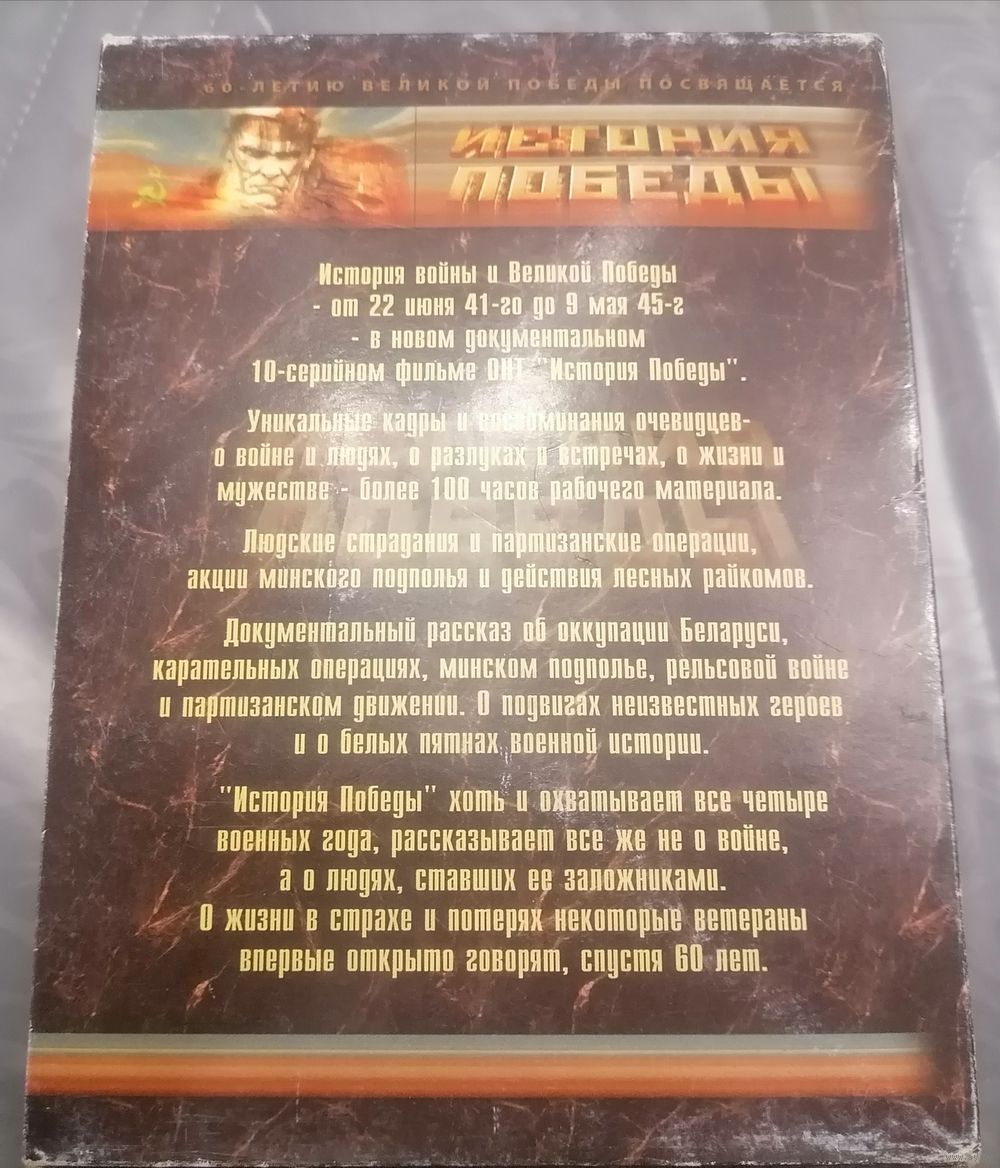 60-ЛЕТИЮ ВЕЛИКОЙ ПОБЕДЫ ПОСВЯЩАЕТСЯ
ИСТОРИЯ
ПОБЕДЫ
История войны и Великой Победы
- от 22 июня 41-го до 9 мая 45-г
- в новом документальном
10-серийном фильме ОНТ "История Победы".
Уникальные кадры и воспоминания очевидцев-
о войне и людях, о разлуках и встречах, о жизни и
мужестве - более 100 часов рабочего материала.
Людские страдания и партизанские операции,
акции минского подполья и действия лесных райкомов.
Документальный рассказ об оккупации Беларуси,
карательных операциях, минском подполье, рельсовой войне
и партизанском движении. О подвигах неизвестных героев
и о белых пятнах военной истории.
"История Победы" хоть и охватывает все четыре
военных года, рассказывает все же не о войне,
а о людях, ставших ее заложниками.
О жизни в страхе и потерях некоторые ветераны
впервые открыто говорят, спустя 60 лет.